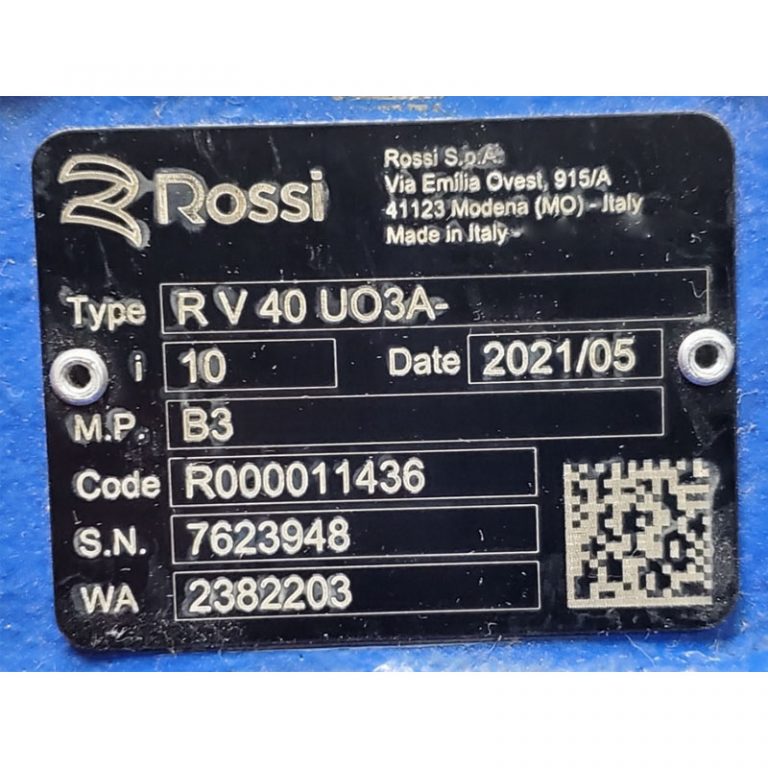 Rossi
Rossi S.p.A.
Via Emilia Ovest, 915/A
41123 Modena (MO) - Italy
Made in Italy
Type R V 40 UO3A-
i 10 Date 2021/05
M.P. B3
Code R000011436
S.N. 7623948
WA 2382203